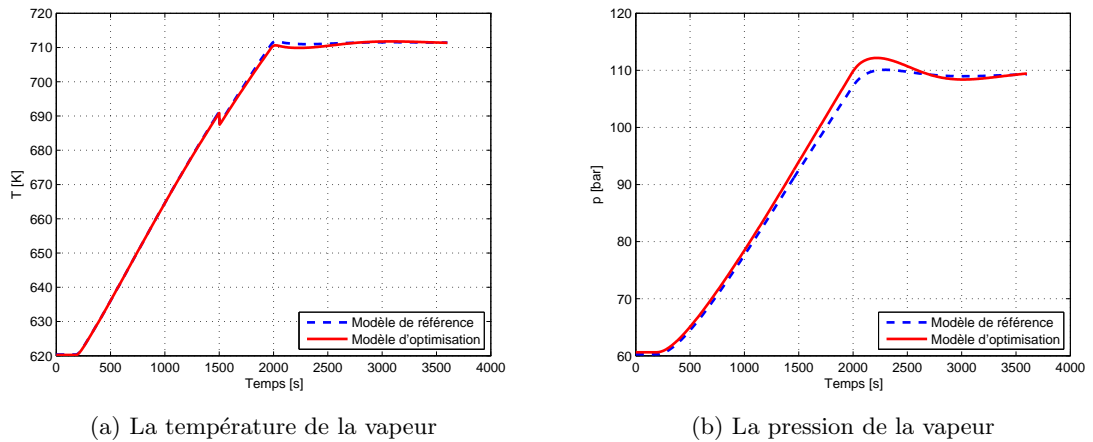 720
710
700
690
680
670
660
650
640
630
620
T [K]
0 500 1000 1500 2000 2500 3000 3500 4000
Temps [s]
Modèle de référence
Modèle d'optimisation
(a) La température de la vapeur
120
110
100
90
80
70
60
p [bar]
0 500 1000 1500 2000 2500 3000 3500 4000
Temps [s]
Modèle de référence
Modèle d'optimisation
(b) La pression de la vapeur